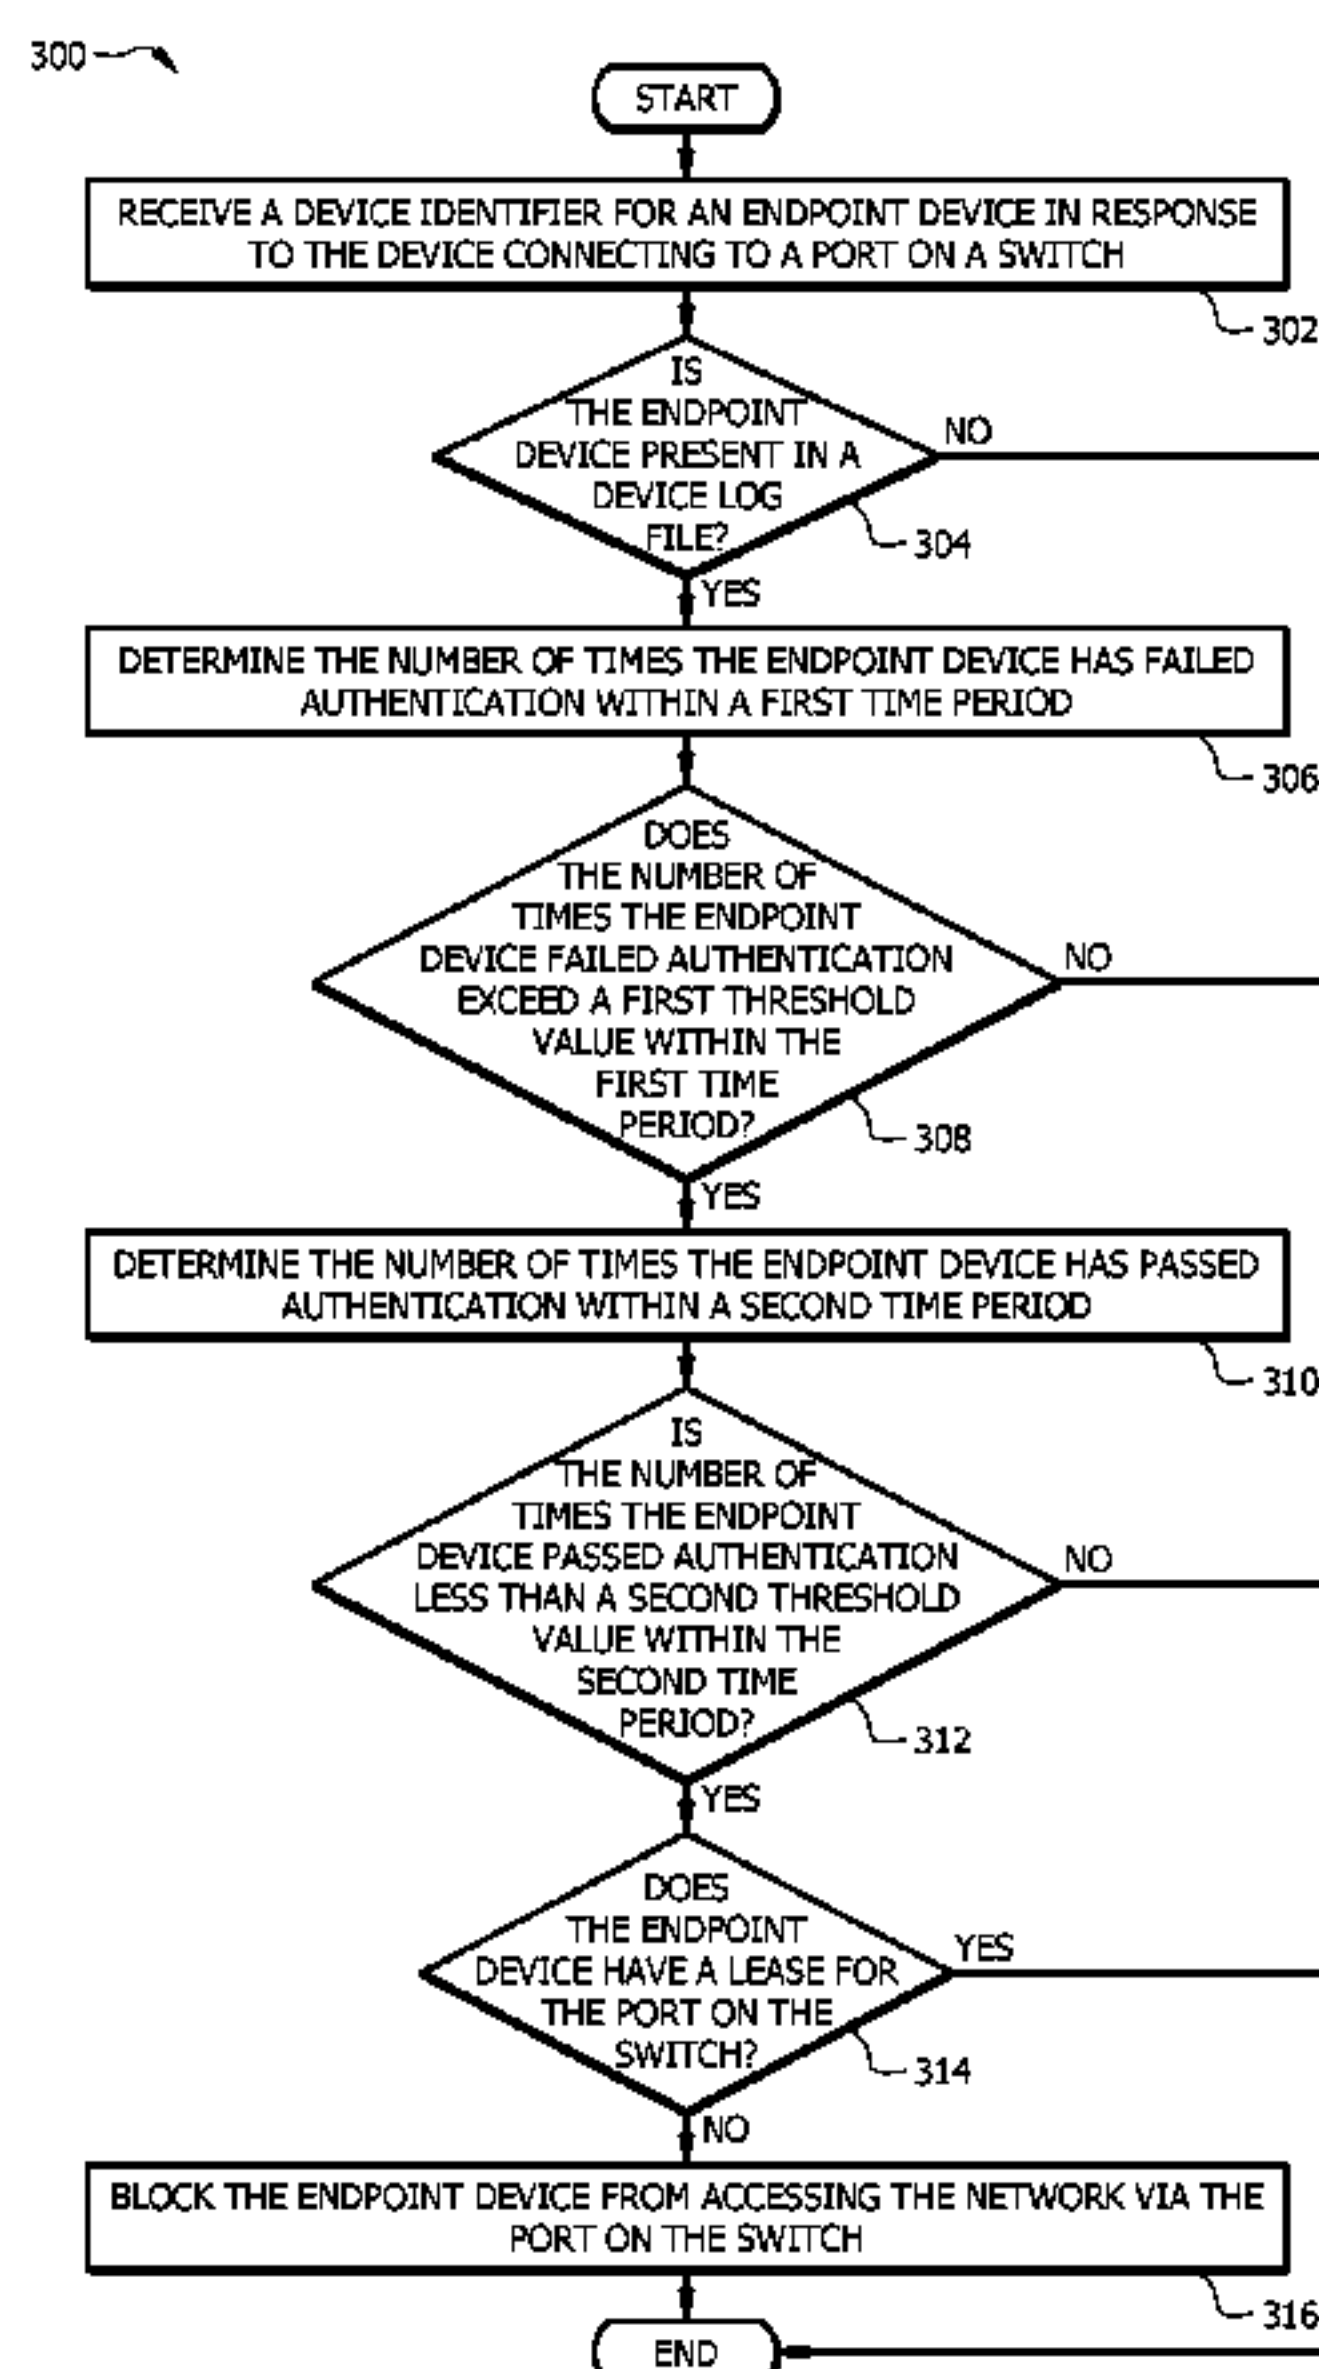 300
START
RECEIVE A DEVICE IDENTIFIER FOR AN ENDPOINT DEVICE IN RESPONSE
TO THE DEVICE CONNECTING TO A PORT ON A SWITCH
302
IS
THE ENDPOINT
DEVICE PRESENT IN A
DEVICE LOG
FILE?
NO
304
YES
DETERMINE THE NUMBER OF TIMES THE ENDPOINT DEVICE HAS FAILED
AUTHENTICATION WITHIN A FIRST TIME PERIOD
306
DOES
THE NUMBER OF
TIMES THE ENDPOINT
DEVICE FAILED AUTHENTICATION
EXCEED A FIRST THRESHOLD
VALUE WITHIN THE
FIRST TIME
PERIOD?
NO
308
YES
DETERMINE THE NUMBER OF TIMES THE ENDPOINT DEVICE HAS PASSED
AUTHENTICATION WITHIN A SECOND TIME PERIOD
310
IS
THE NUMBER OF
TIMES THE ENDPOINT
DEVICE PASSED AUTHENTICATION
LESS THAN A SECOND THRESHOLD
VALUE WITHIN THE
SECOND TIME
PERIOD?
NO
312
YES
DOES
THE ENDPOINT
DEVICE HAVE A LEASE FOR
THE PORT ON THE
SWITCH?
YES
314
NO
BLOCK THE ENDPOINT DEVICE FROM ACCESSING THE NETWORK VIA THE
PORT ON THE SWITCH
316
END